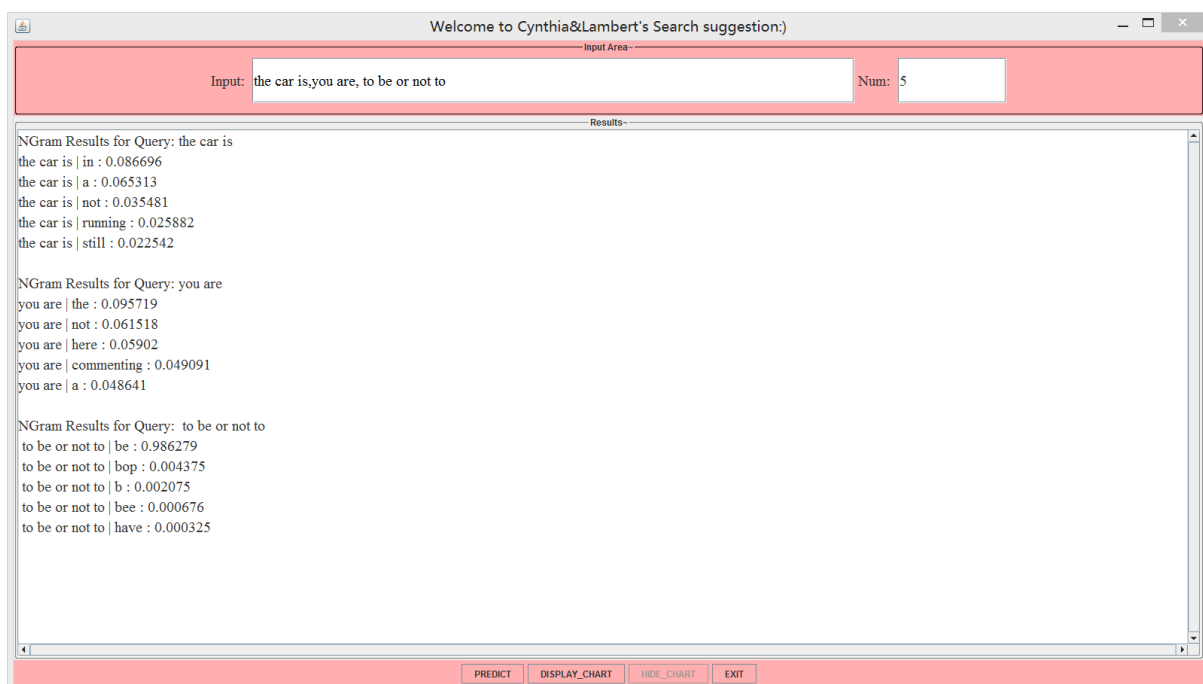 Welcome to Cynthia&Lambert's Search suggestion:)
Input Area~
Input: the car is,you are, to be or not to Num: 5
Results~
NGram Results for Query: the car is
the car is | in : 0.086696
the car is | a : 0.065313
the car is | not : 0.035481
the car is | running : 0.025882
the car is | still : 0.022542
NGram Results for Query: you are
you are | the : 0.095719
you are | not : 0.061518
you are | here : 0.05902
you are | commenting : 0.049091
you are | a : 0.048641
NGram Results for Query:  to be or not to
 to be or not to | be : 0.986279
 to be or not to | bop : 0.004375
 to be or not to | b : 0.002075
 to be or not to | bee : 0.000676
 to be or not to | have : 0.000325
PREDICT DISPLAY_CHART HIDE_CHART EXIT